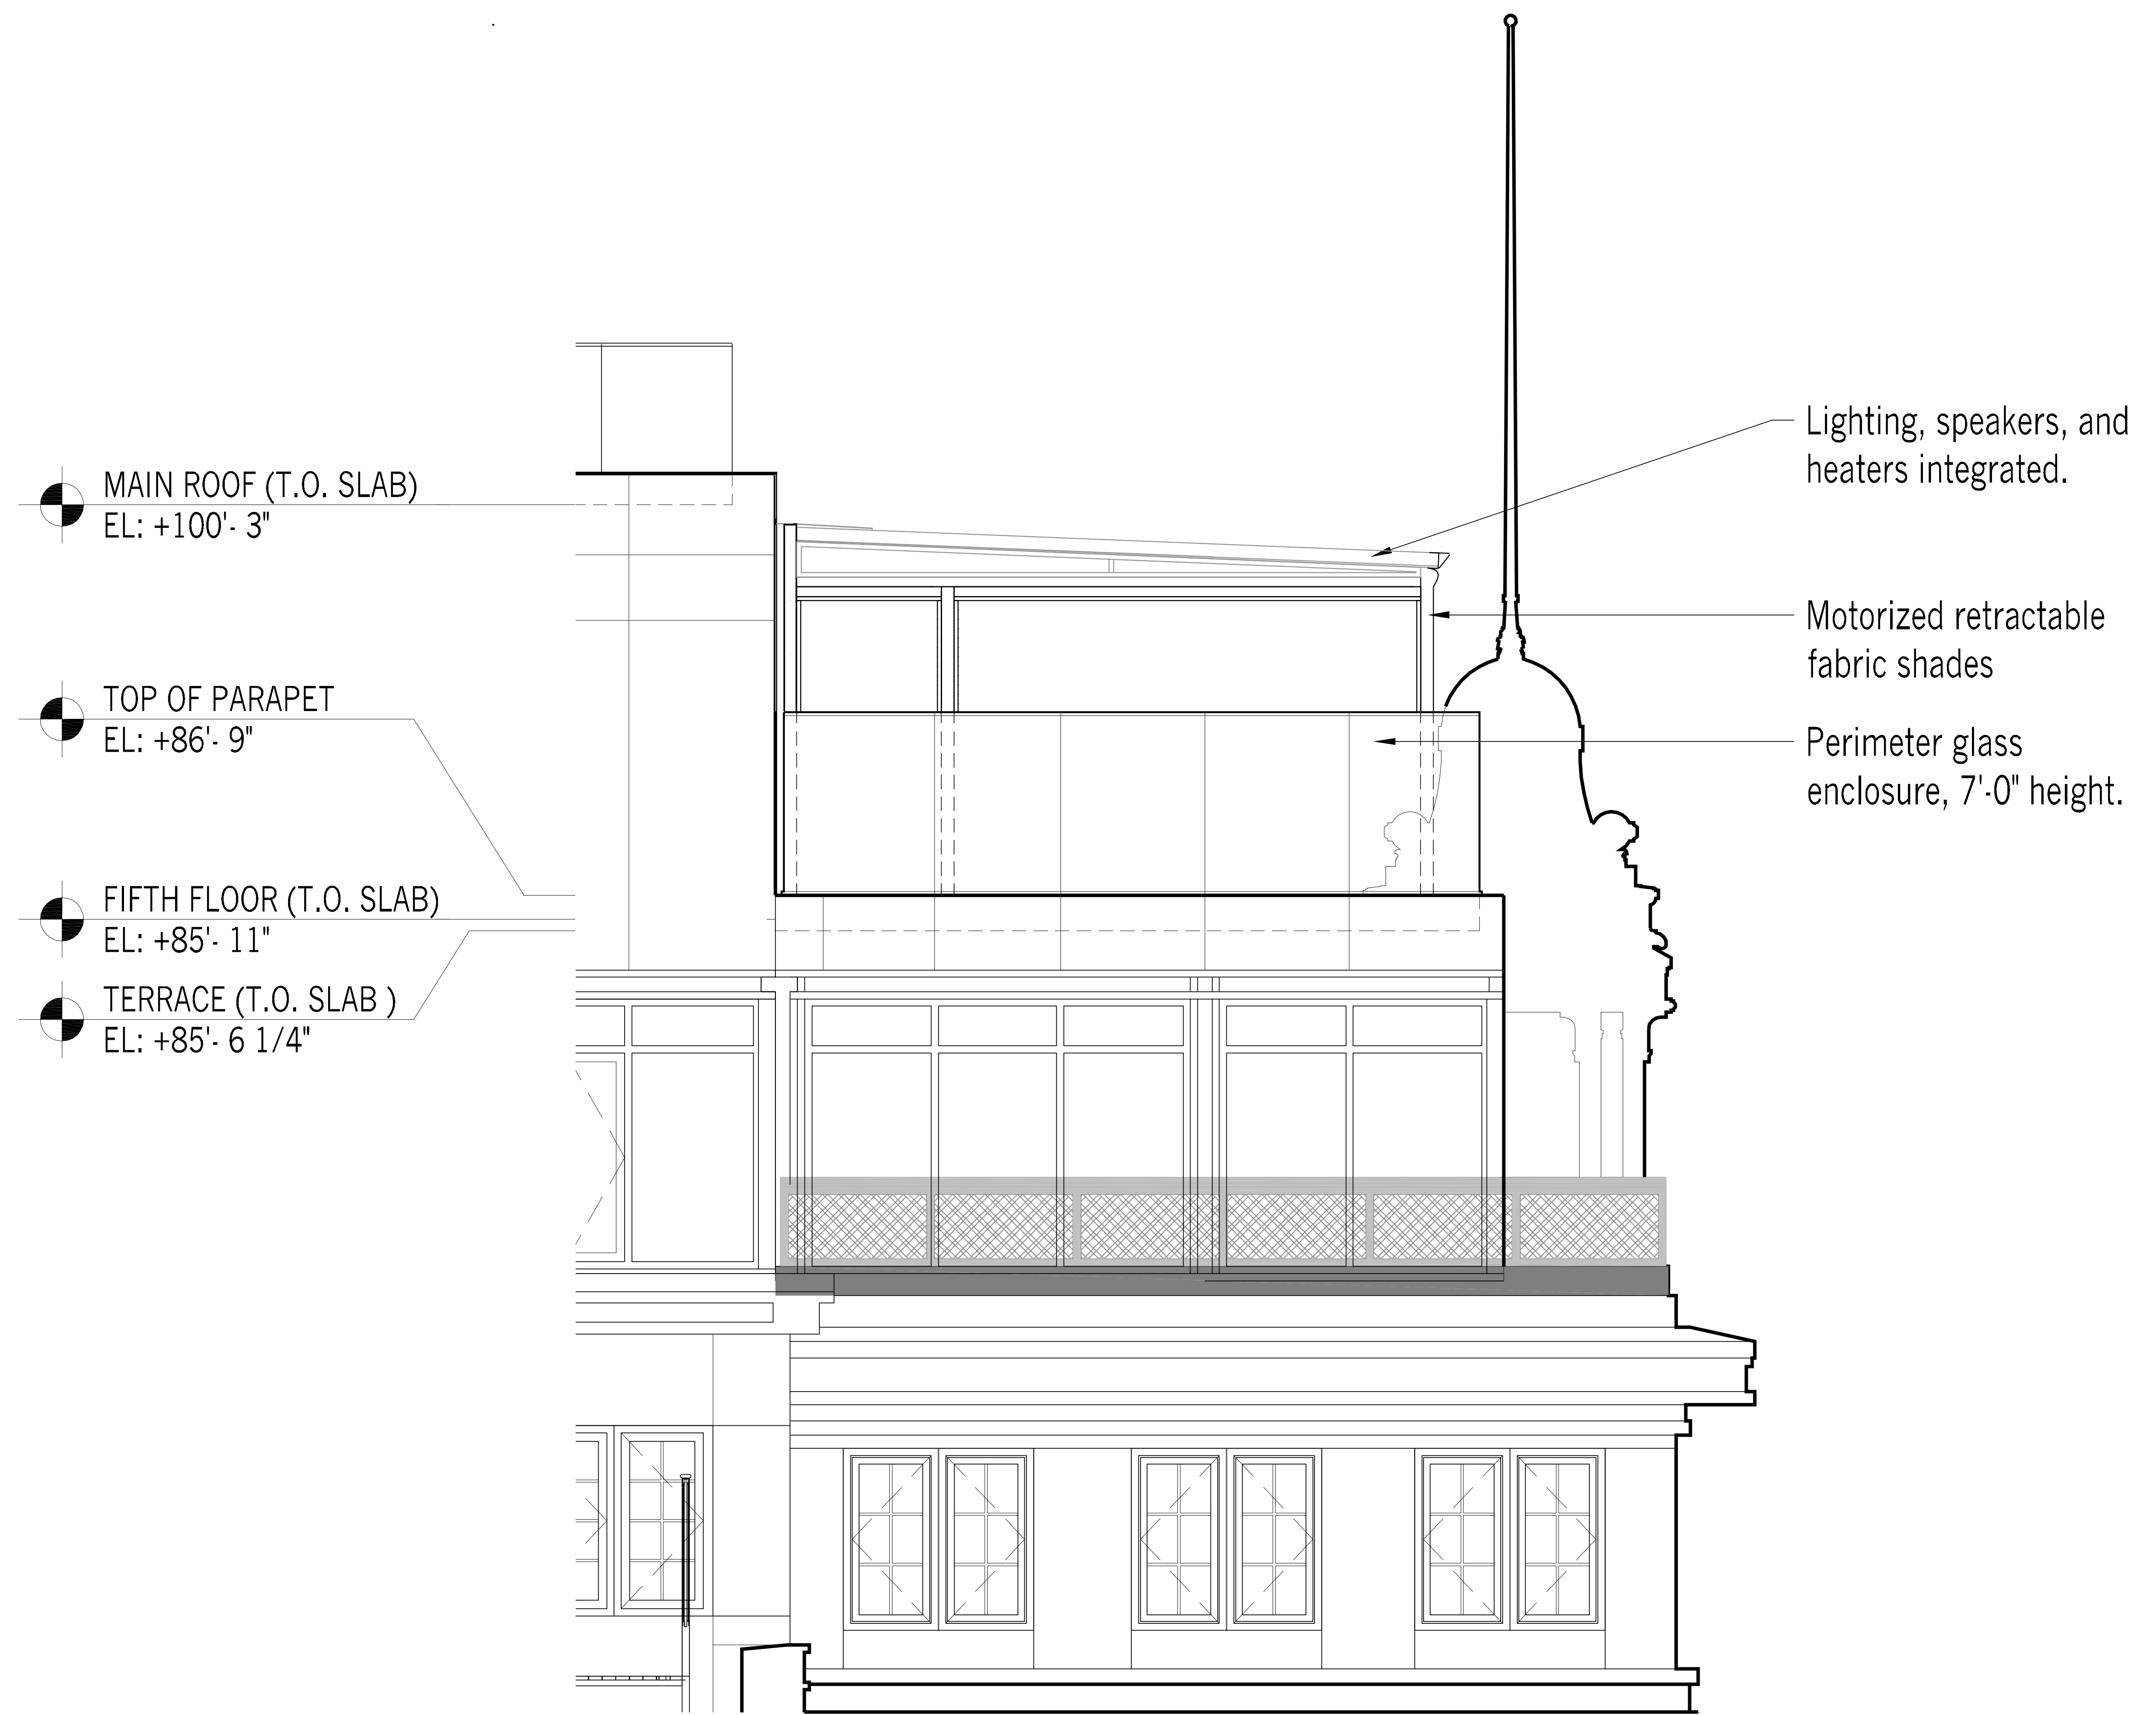 MAIN ROOF (T.O. SLAB)
EL: +100'- 3"
TOP OF PARAPET
EL: +86'- 9"
FIFTH FLOOR (T.O. SLAB)
EL: +85'- 11"
TERRACE (T.O. SLAB )
EL: +85'- 6 1/4"
Lighting, speakers, and
heaters integrated.
Motorized retractable
fabric shades
Perimeter glass
enclosure, 7'-0" height.